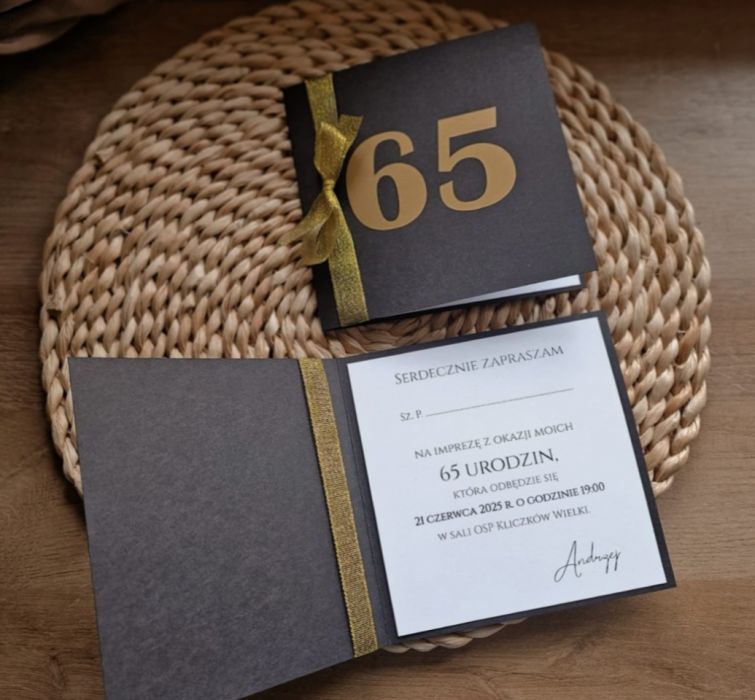 65
SERDECZNIE ZAPRASZAM
SZ. P.
NA IMPREZĘ Z OKAZJI MOICH
65 URODZIN,
KTÓRA ODBĘDZIE SIĘ
21 CZERWCA 2025 R. O GODZINIE 19:00
W SALI OSP KLICZKÓW WIELKI.
Andrzej